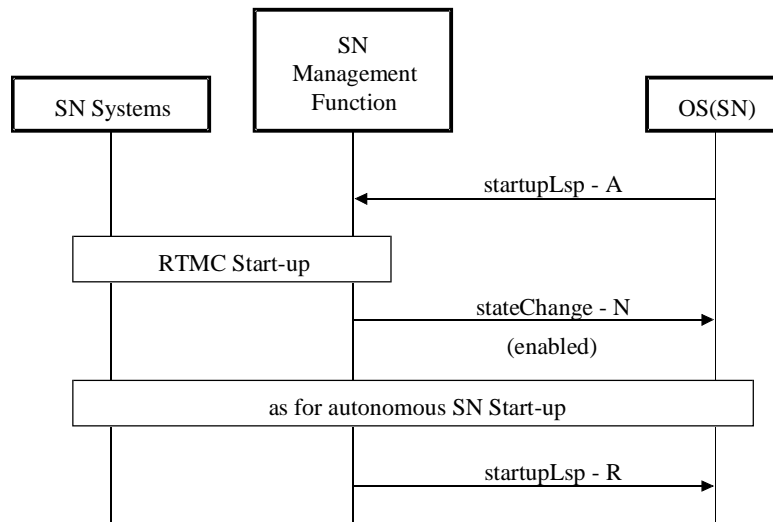 SN
Management
Function
SN Systems
OS(SN)
startupLsp - A
RTMC Start-up
stateChange - N
(enabled)
as for autonomous SN Start-up
startupLsp - R